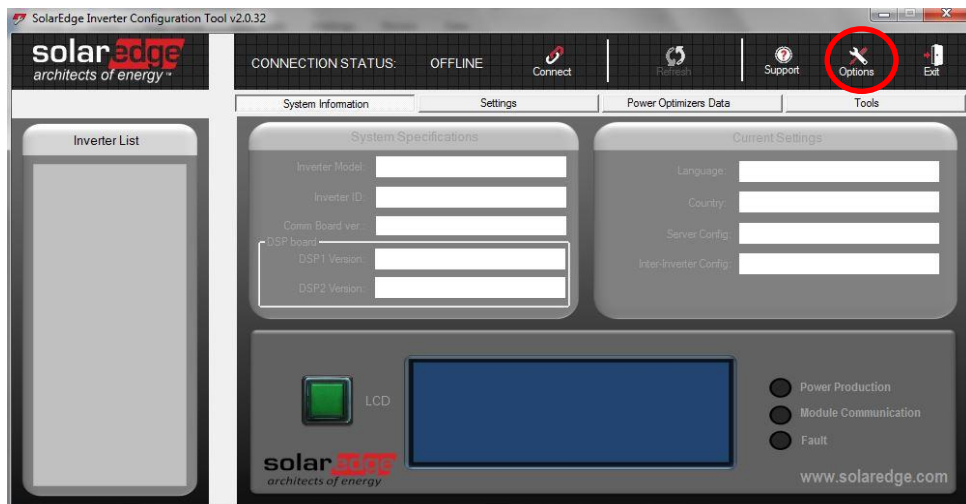 SolarEdge Inverter Configuration Tool v2.0.32
solaredge
architects of energy™
CONNECTION STATUS: OFFLINE
Connect
Refresh
Support
Options
Exit
System Information
Settings
Power Optimizers Data
Tools
Inverter List
System Specifications
Inverter Model:
Inverter ID:
Comm Board ver.:
DSP board
DSP1 Version:
DSP2 Version:
Current Settings
Language:
Country:
Server Config:
Inter-Inverter Config:
LCD
solaredge
architects of energy
Power Production
Module Communication
Fault
www.solaredge.com